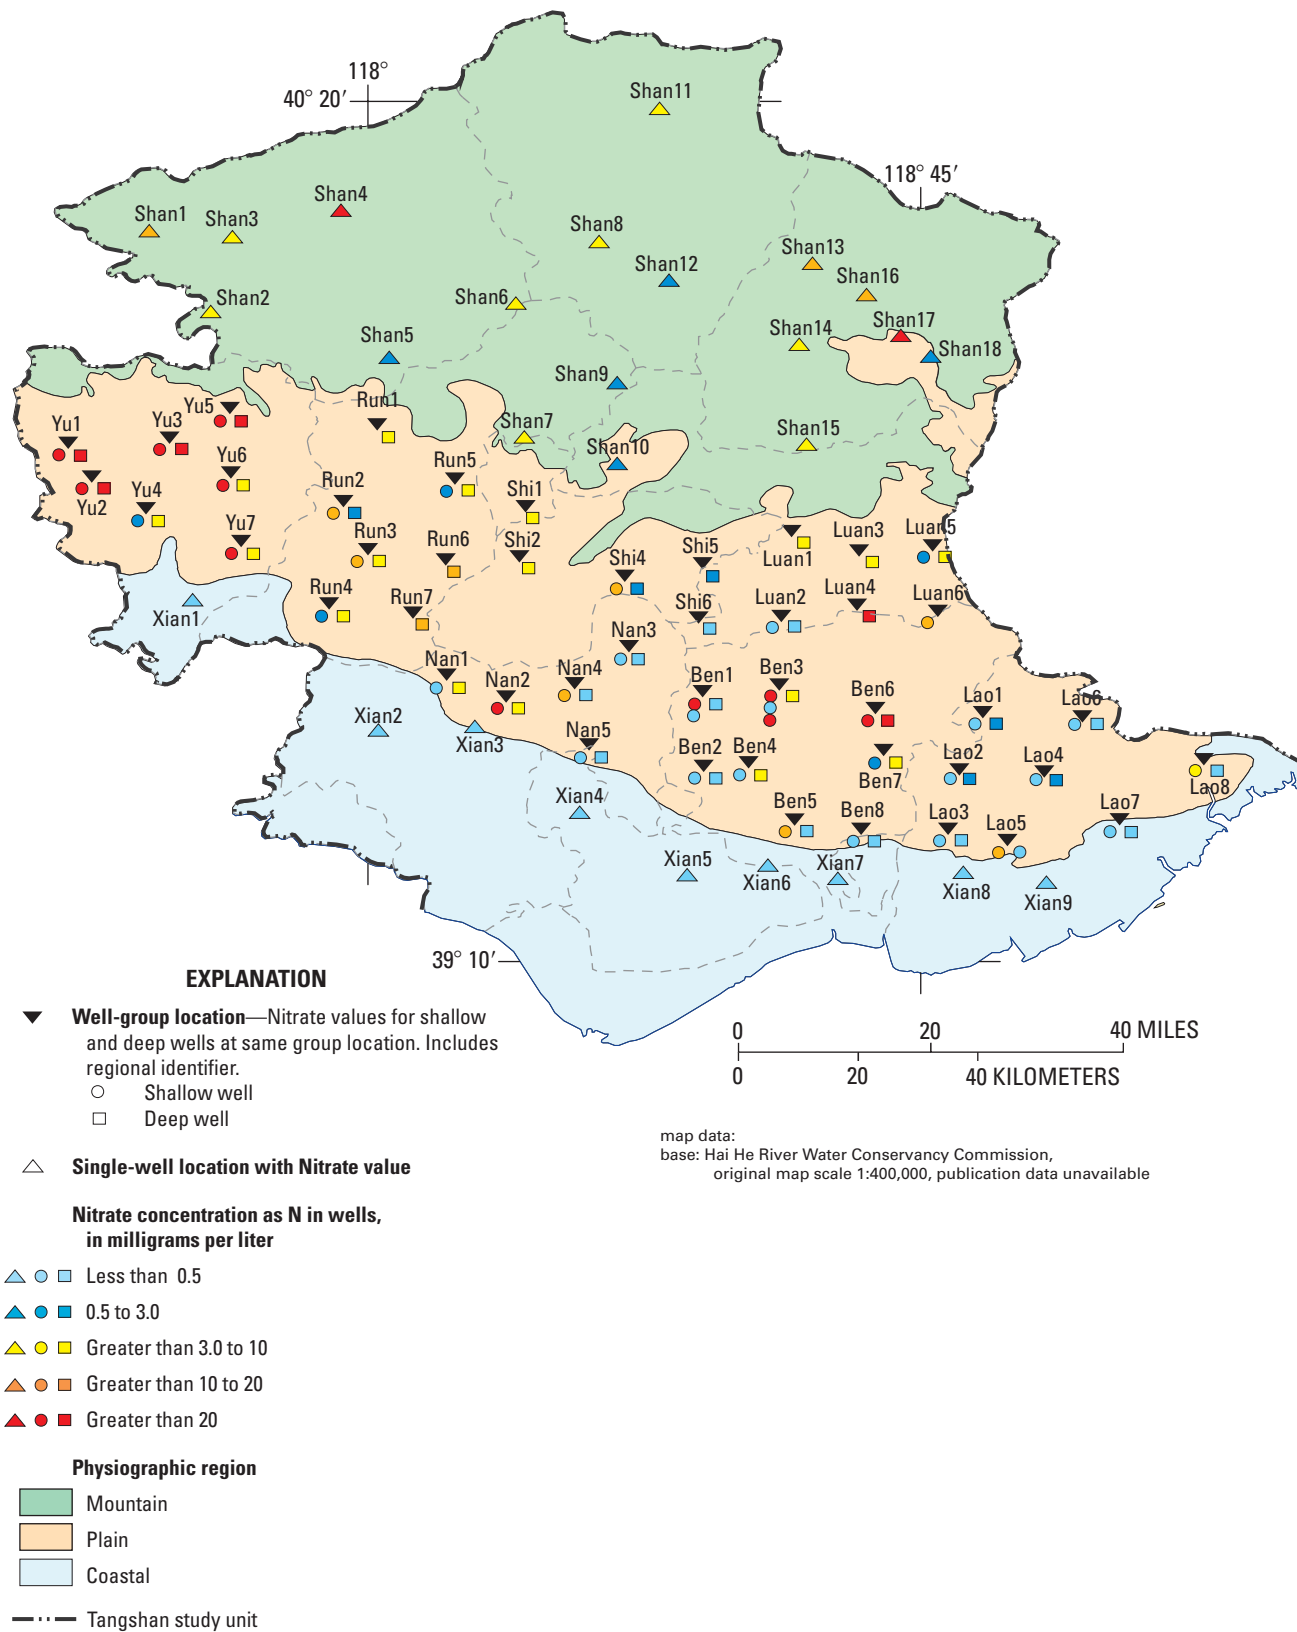 Shan11
118°
40° 20′
118° 45′
Shan4
Shan1
Shan3
Shan8
Shan13
Shan12
Shan16
Shan2
Shan6
Shan17
Shan14
Shan5
Shan18
Shan9
Run1
Yu5
Yu1
Yu3
Shan7
Shan15
Shan10
Yu6
Run5
Run2
Shi1
Yu4
Yu2
Yu7
Run3
Run6
Shi2
Luan3
Luan5
Shi5
Luan1
Shi4
Run4
Run7
Luan4
Luan6
Luan2
Shi6
Xian1
Nan3
Nan1
Nan4
Ben3
Ben1
Nan2
Ben6
Lao1
Lao6
Xian2
Xian3
Nan5
Ben2
Ben4
Lao2
Lao4
Ben7
Lao8
Xian4
Ben5
Ben8
Lao3
Lao7
Lao5
Xian5
Xian7
Xian6
Xian8
Xian9
39° 10′
EXPLANATION
Well-group location—Nitrate values for shallow
and deep wells at same group location. Includes
regional identifier.
Shallow well
Deep well
Single-well location with Nitrate value
Nitrate concentration as N in wells,
in milligrams per liter
Less than 0.5
0.5 to 3.0
Greater than 3.0 to 10
Greater than 10 to 20
Greater than 20
Physiographic region
Mountain
Plain
Coastal
Tangshan study unit
0 20 40 MILES
0 20 40 KILOMETERS
map data:
base: Hai He River Water Conservancy Commission,
original map scale 1:400,000, publication data unavailable